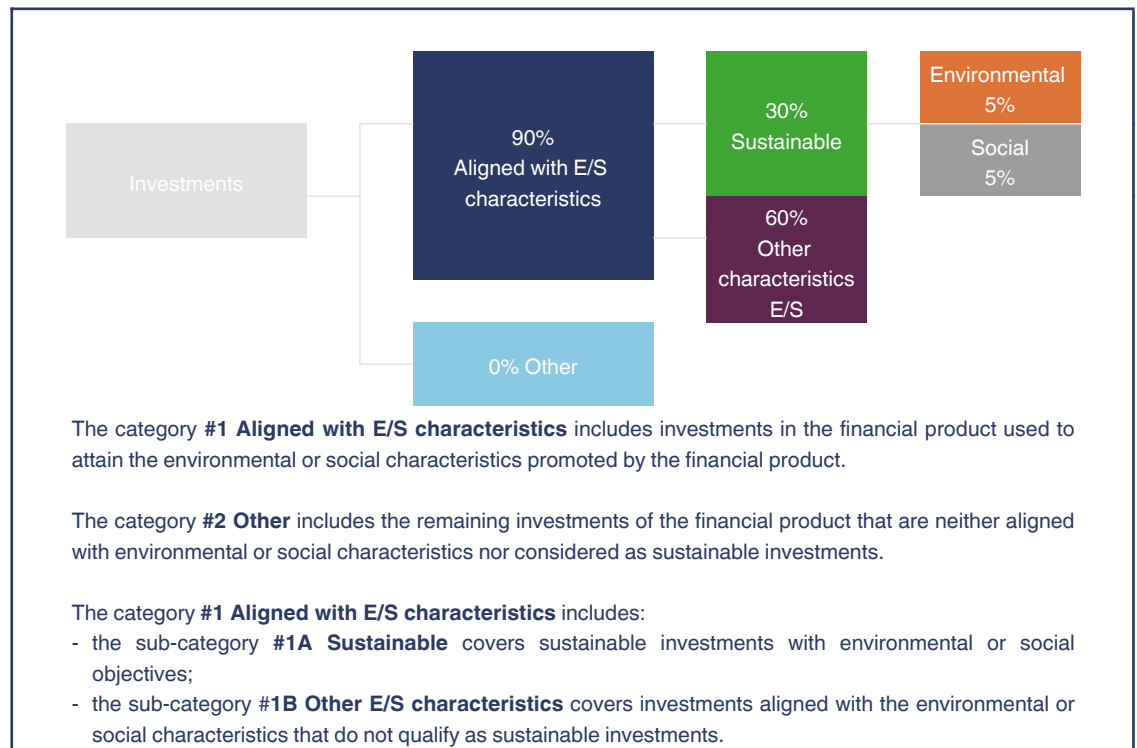 Investments
90%
Aligned with E/S
characteristics
0% Other
30%
Sustainable
60%
Other
characteristics
E/S
Environmental
5%
Social
5%
The category #1 Aligned with E/S characteristics includes investments in the financial product used to
attain the environmental or social characteristics promoted by the financial product.
The category #2 Other includes the remaining investments of the financial product that are neither aligned
with environmental or social characteristics nor considered as sustainable investments.
The category #1 Aligned with E/S characteristics includes:
- the sub-category #1A Sustainable covers sustainable investments with environmental or social
objectives;
- the sub-category #1B Other E/S characteristics covers investments aligned with the environmental or
social characteristics that do not qualify as sustainable investments.